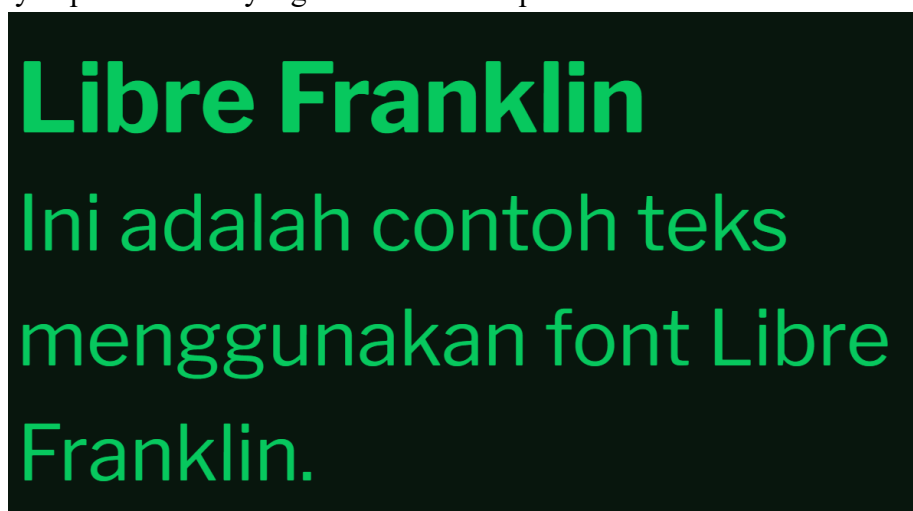 Libre Franklin
Ini adalah contoh teks
menggunakan font Libre
Franklin.